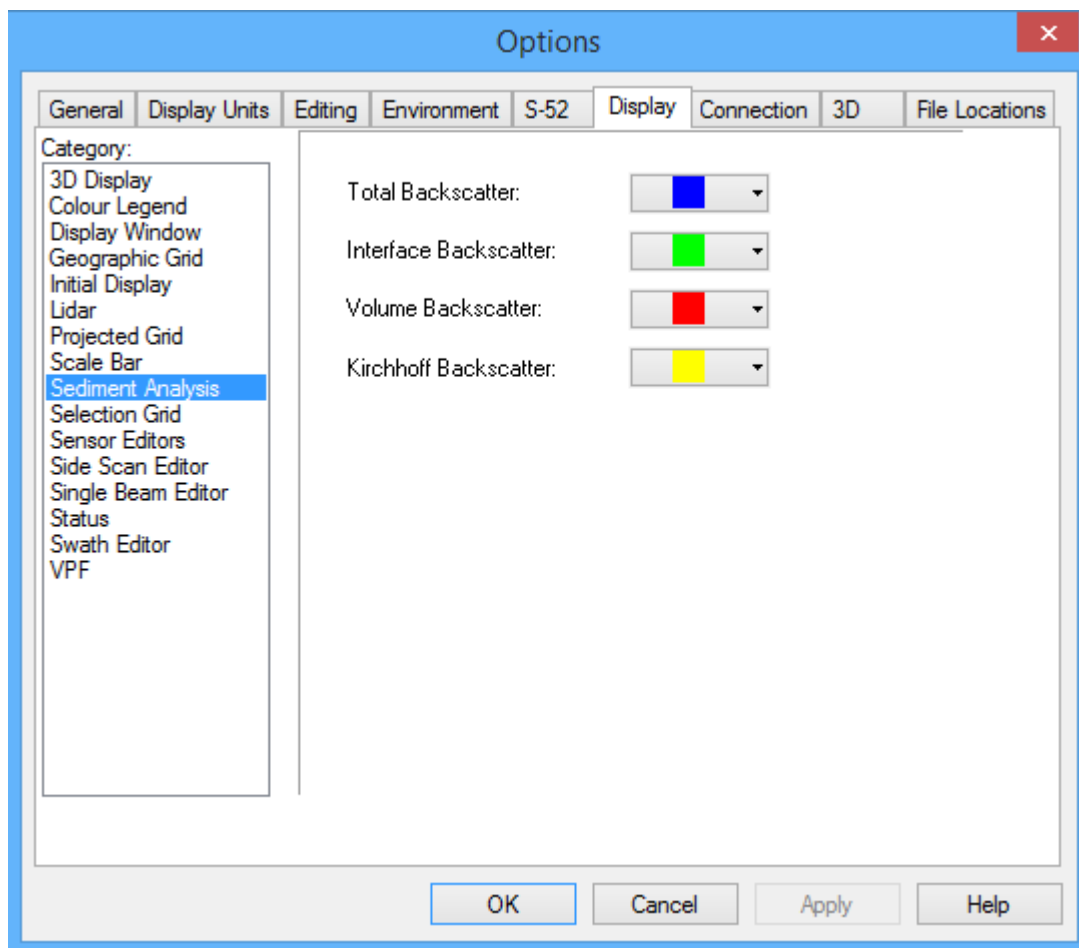 Options
General Display Units Editing Environment S-52 Display Connection 3D File Locations
Category:
3D Display
Colour Legend
Display Window
Geographic Grid
Initial Display
Lidar
Projected Grid
Scale Bar
Sediment Analysis
Selection Grid
Sensor Editors
Side Scan Editor
Single Beam Editor
Status
Swath Editor
VPF
Total Backscatter:
Interface Backscatter:
Volume Backscatter:
Kirchhoff Backscatter:
OK Cancel Apply Help